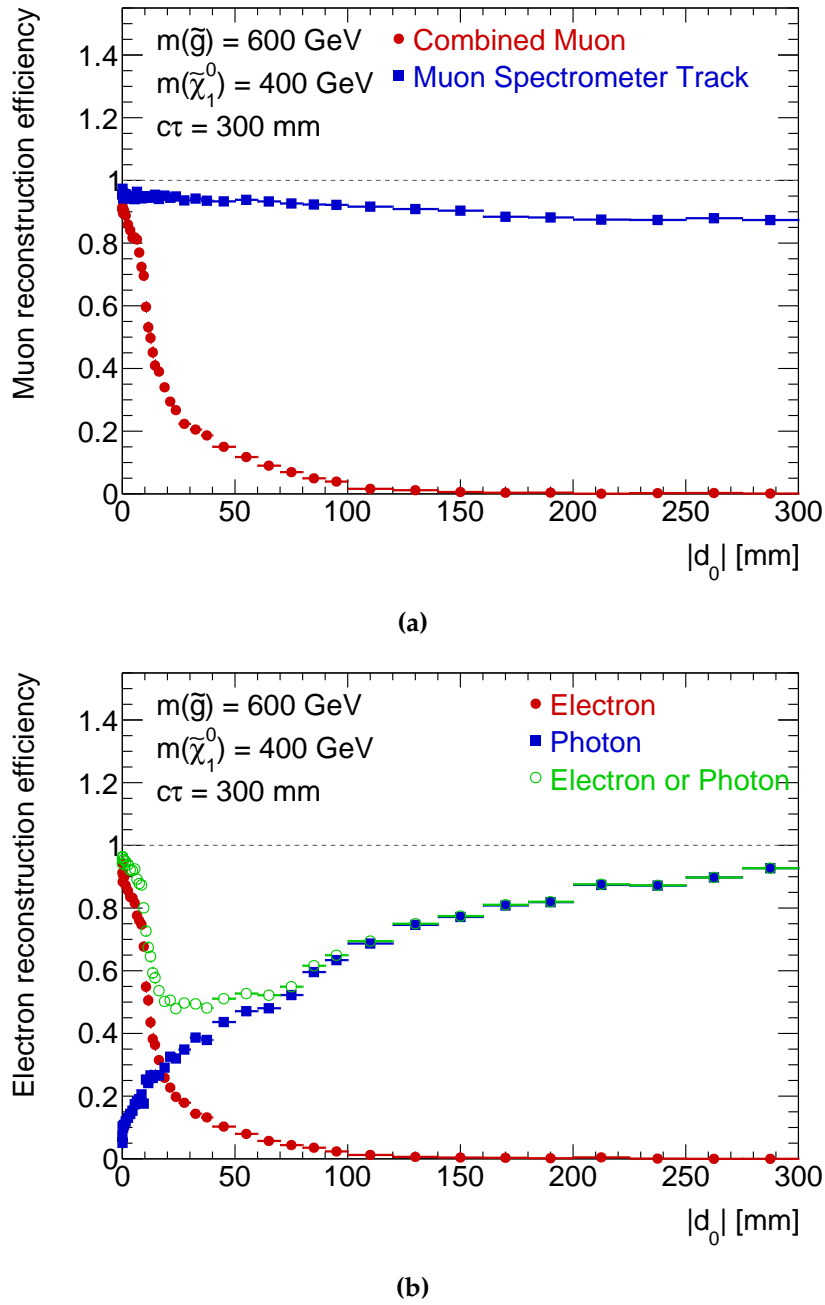 Muon reconstruction efficiency
m(g̃) = 600 GeV
m(χ̃₁⁰) = 400 GeV
cτ = 300 mm
Combined Muon
Muon Spectrometer Track
1.4
1.2
1
0.8
0.6
0.4
0.2
0
0 50 100 150 200 250 300
|d₀| [mm]
(a)
Electron reconstruction efficiency
m(g̃) = 600 GeV
m(χ̃₁⁰) = 400 GeV
cτ = 300 mm
Electron
Photon
Electron or Photon
1.4
1.2
1
0.8
0.6
0.4
0.2
0
0 50 100 150 200 250 300
|d₀| [mm]
(b)